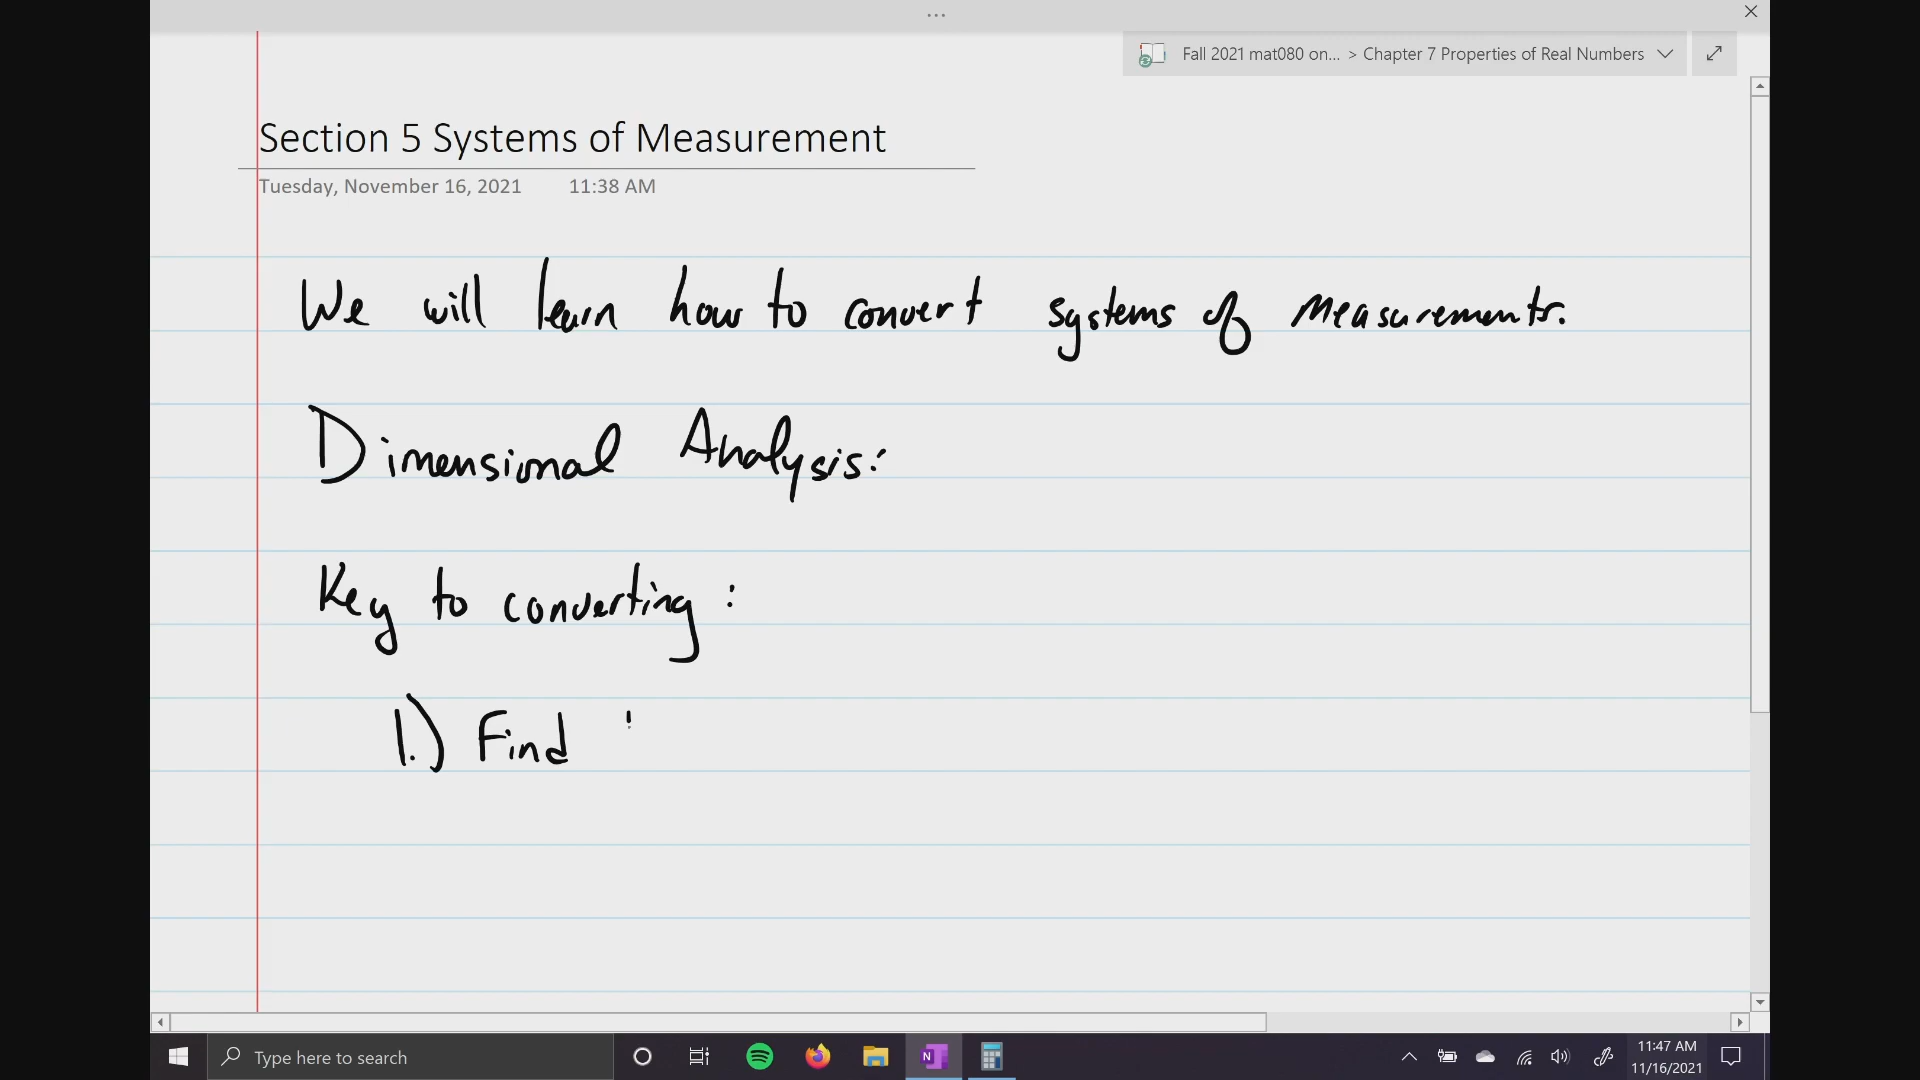 ...
Fall 2021 mat080 on... > Chapter 7 Properties of Real Numbers
Section 5 Systems of Measurement
Tuesday, November 16, 2021 11:38 AM
We will learn how to convert systems of measurements.
Dimensional Analysis:
Key to converting:
1.) Find
Type here to search
N
11:47 AM
11/16/2021